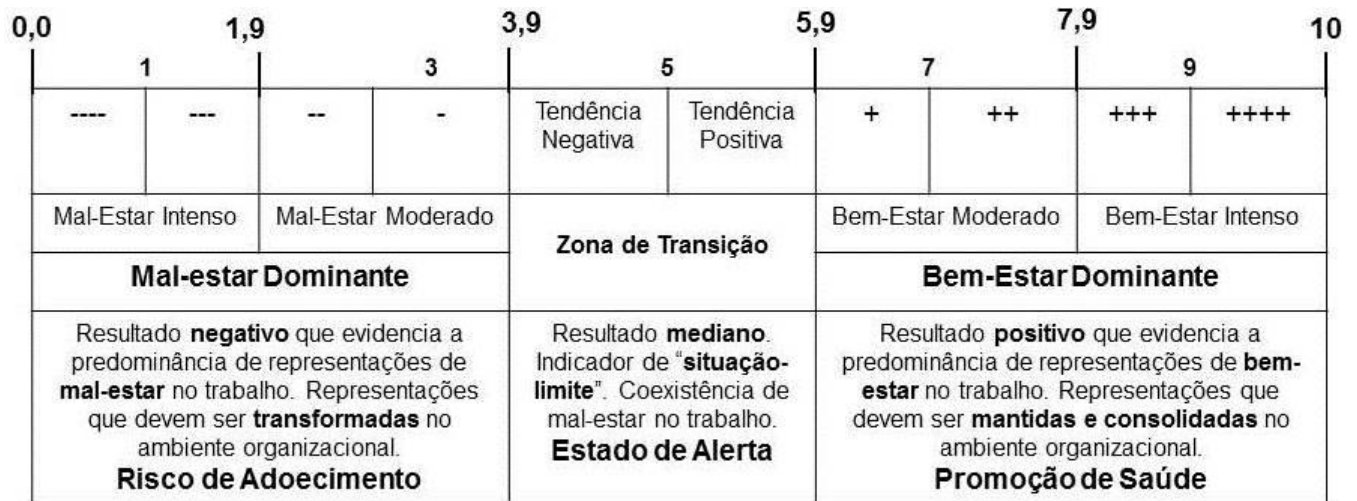 0,0 1,9 3,9 5,9 7,9 10
1 3 5 7 9
---- --- -- - Tendência Tendência + ++ +++ ++++
Negativa Positiva
Mal-Estar Intenso Mal-Estar Moderado Bem-Estar Moderado Bem-Estar Intenso
Zona de Transição
Mal-estar Dominante Bem-Estar Dominante
Resultado negativo que evidencia a
predominância de representações de
mal-estar no trabalho. Representações
que devem ser transformadas no
ambiente organizacional.
Risco de Adoecimento
Resultado mediano.
Indicador de “situação-
limite”. Coexistência de
mal-estar no trabalho.
Estado de Alerta
Resultado positivo que evidencia a
predominância de representações de bem-
estar no trabalho. Representações que
devem ser mantidas e consolidadas no
ambiente organizacional.
Promoção de Saúde